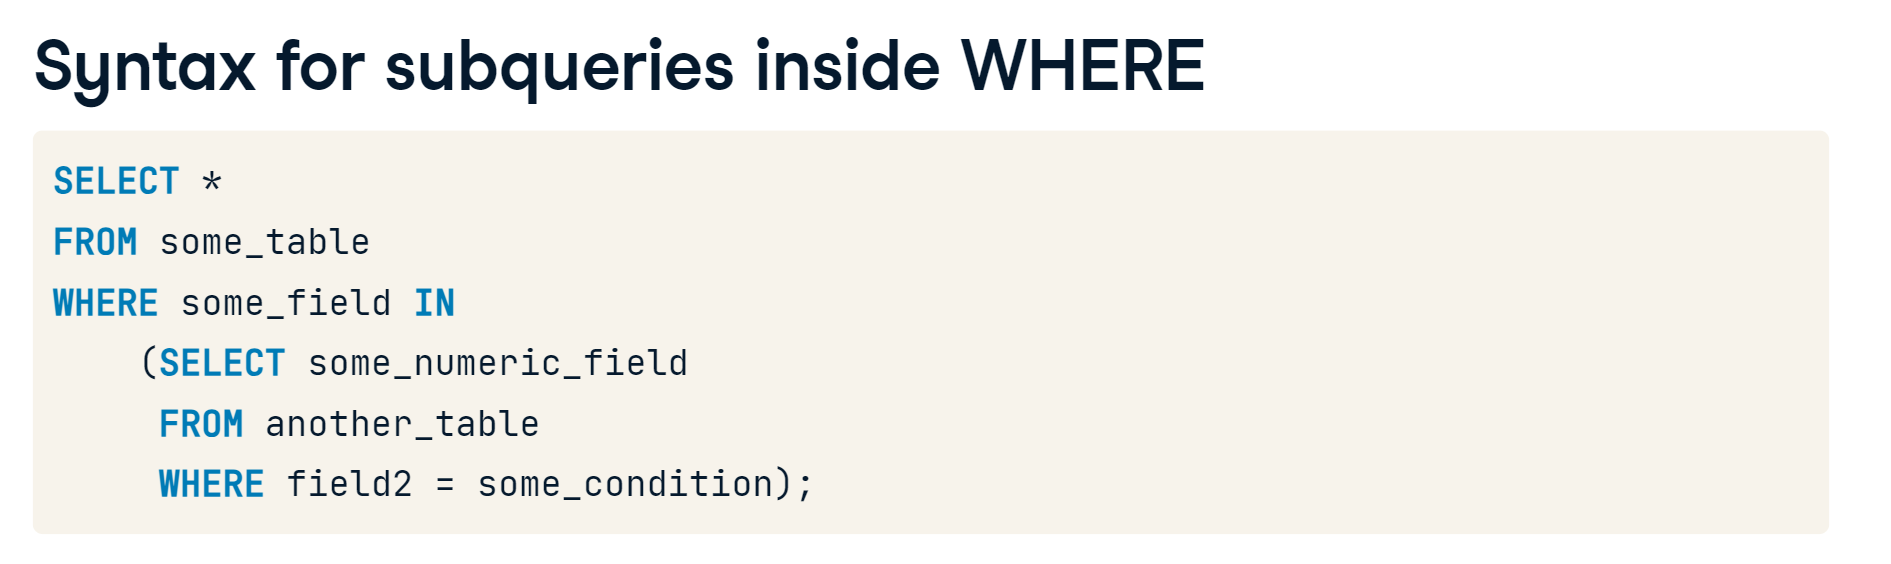 Syntax for subqueries inside WHERE
SELECT *
FROM some_table
WHERE some_field IN
(SELECT some_numeric_field
FROM another_table
WHERE field2 = some_condition);